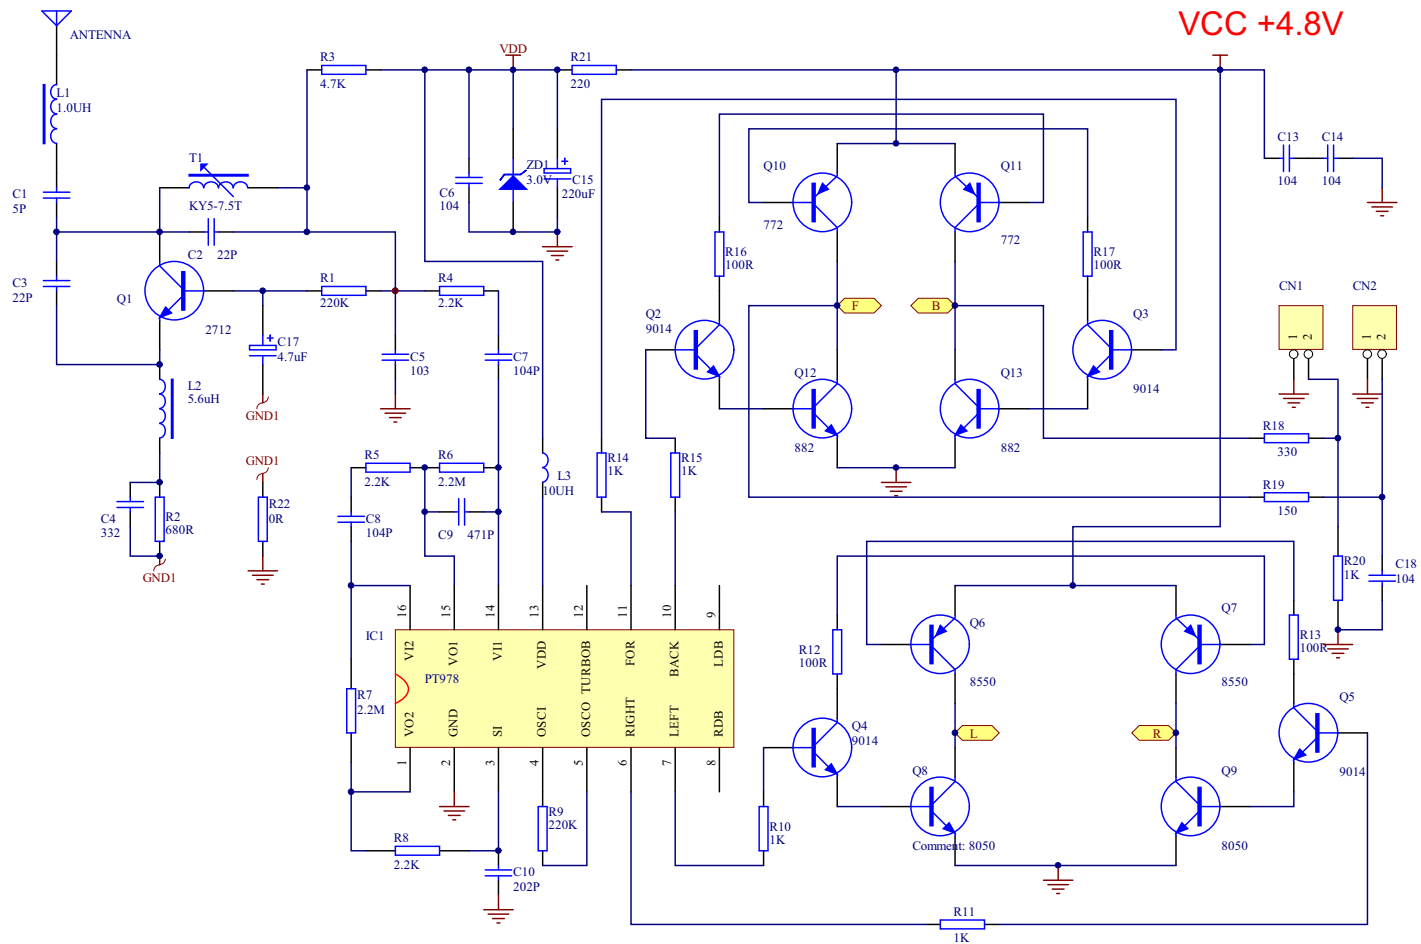 VCC +4.8V
ANTENNA
R3
4.7K
VDD
R21
220
L1
1.0UH
T1
KY5-7.5T
C1
5P
C6
104
ZD1
3.0V
C15
220uF
Q10
772
Q11
772
C13
104
C14
104
C2
22P
C3
22P
Q1
2712
R1
220K
R4
2.2K
R16
100R
R17
100R
F
B
CN1
1
2
CN2
1
2
C17
4.7uF
GND1
C5
103
C7
104P
Q2
9014
Q3
9014
Q12
882
Q13
882
L2
5.6uH
R18
330
GND1
R5
2.2K
R6
2.2M
L3
10UH
R14
1K
R15
1K
R19
150
C4
332
R2
680R
R22
0R
C8
104P
C9
471P
GND1
R20
1K
C18
104
IC1
PT978
16
15
14
13
12
11
10
9
VI2
VO1
VI1
VDD
TURBOB
FOR
BACK
LDB
VO2
GND
SI
OSCI
OSCO
RIGHT
LEFT
RDB
1
2
3
4
5
6
7
8
Q6
8550
Q7
8550
R12
100R
R13
100R
R7
2.2M
L
R
Q4
9014
Q5
9014
Q8
Comment: 8050
Q9
8050
R9
220K
R10
1K
R8
2.2K
C10
202P
R11
1K